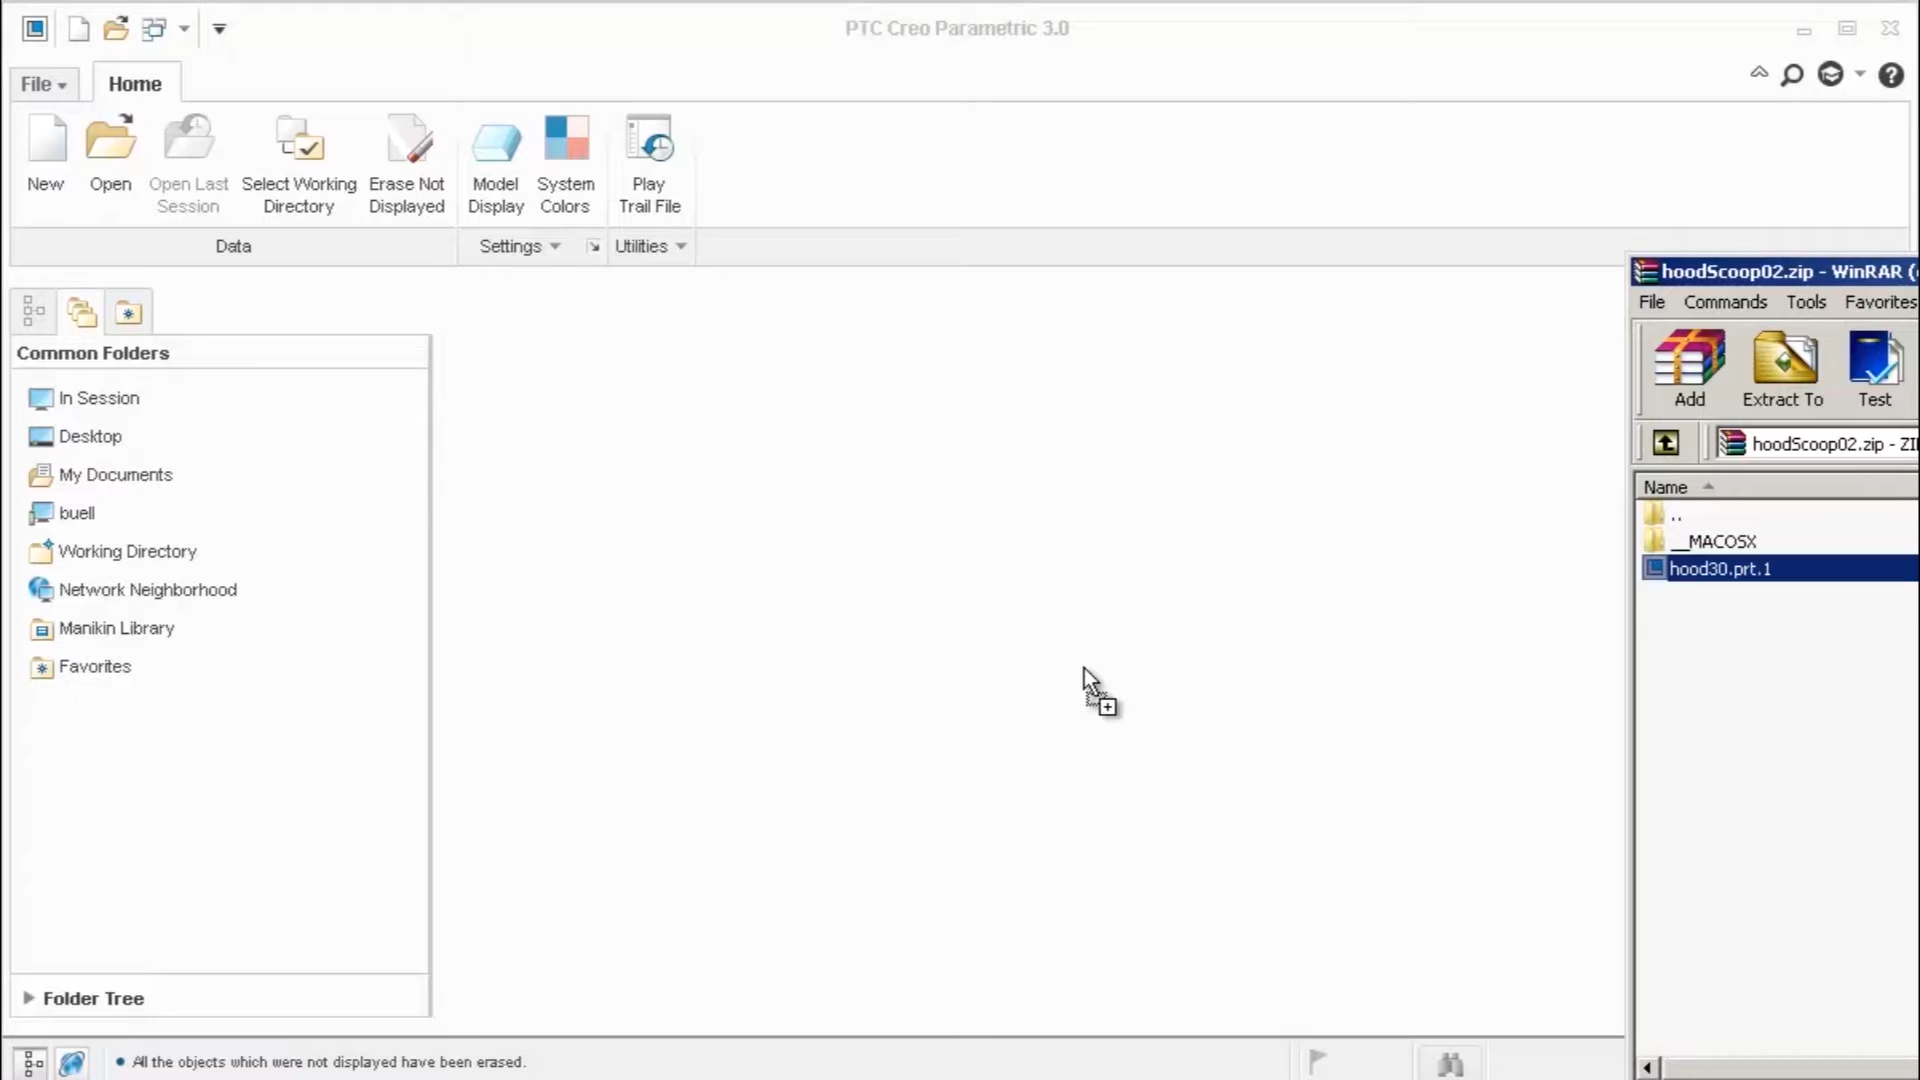 PTC Creo Parametric 3.0
File
Home
New
Open
Open Last
Session
Select Working
Directory
Erase Not
Displayed
Model
Display
System
Colors
Play
Trail File
Data
Settings
Utilities
Common Folders
In Session
Desktop
My Documents
buell
Working Directory
Network Neighborhood
Manikin Library
Favorites
Folder Tree
All the objects which were not displayed have been erased.
hoodScoop02.zip - WinRAR (
File Commands Tools Favorites
Add
Extract To
Test
hoodScoop02.zip - ZI
Name
..
__MACOSX
hood30.prt.1